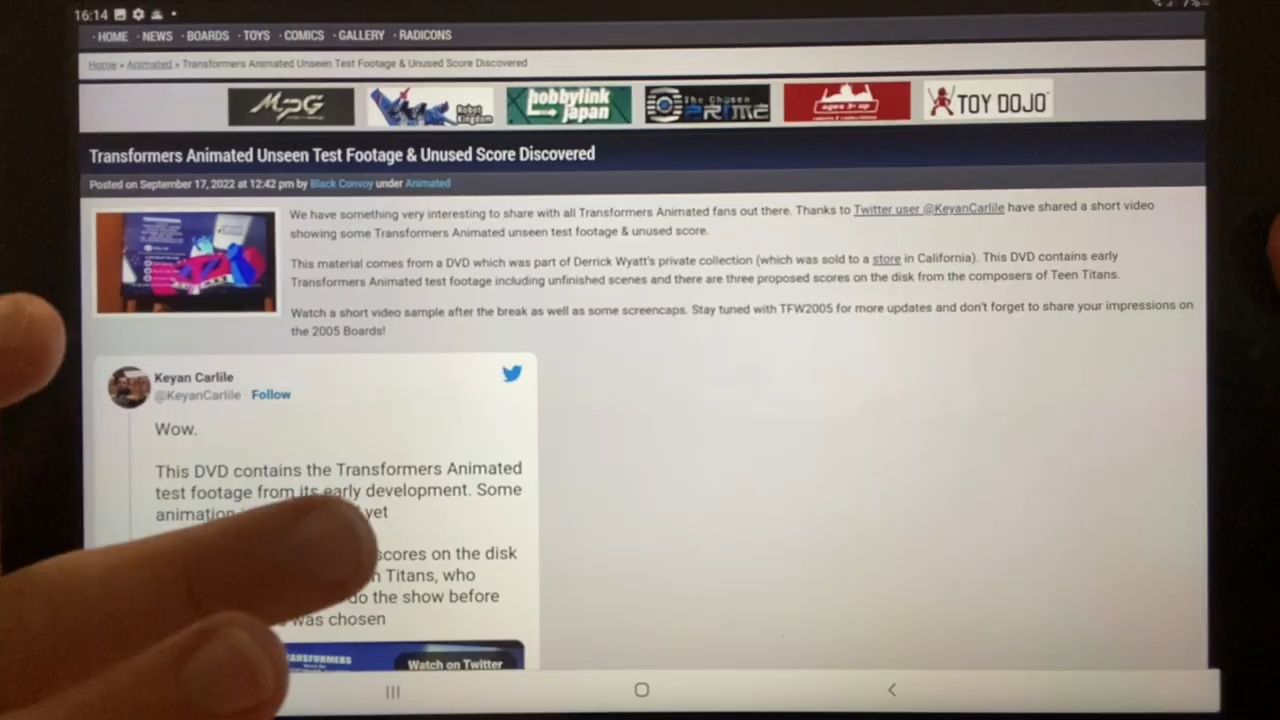 16:14
· HOME · NEWS · BOARDS · TOYS · COMICS · GALLERY · RADICONS
Home » Animated » Transformers Animated Unseen Test Footage & Unused Score Discovered
Robot Kingdom hobbylink japan The Chosen PRIME ages 3+ up TOY DOJO
Transformers Animated Unseen Test Footage & Unused Score Discovered
Posted on September 17, 2022 at 12:42 pm by Black Convoy under Animated
We have something very interesting to share with all Transformers Animated fans out there. Thanks to Twitter user @KeyanCarlile have shared a short video
showing some Transformers Animated unseen test footage & unused score.
This material comes from a DVD which was part of Derrick Wyatt's private collection (which was sold to a store in California). This DVD contains early
Transformers Animated test footage including unfinished scenes and there are three proposed scores on the disk from the composers of Teen Titans.
Watch a short video sample after the break as well as some screencaps. Stay tuned with TFW2005 for more updates and don't forget to share your impressions on
the 2005 Boards!
Keyan Carlile
@KeyanCarlile · Follow
Wow.
This DVD contains the Transformers Animated
test footage from its early development. Some
animation yet
scores on the disk
Titans, who
do the show before
was chosen
TRANSFORMERS
Watch on Twitter